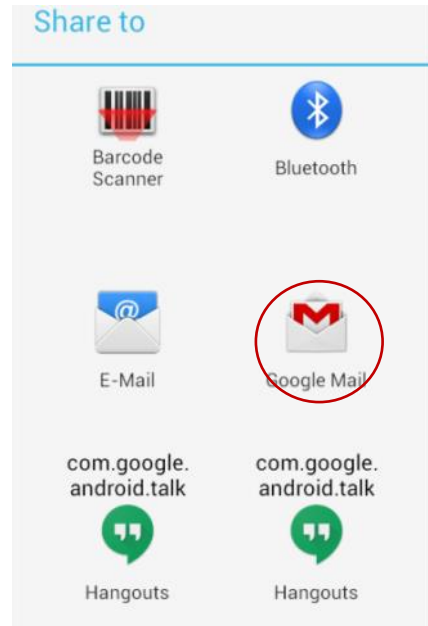 Share to
Barcode
Scanner
Bluetooth
E-Mail
Google Mail
com.google.
android.talk
Hangouts
com.google.
android.talk
Hangouts